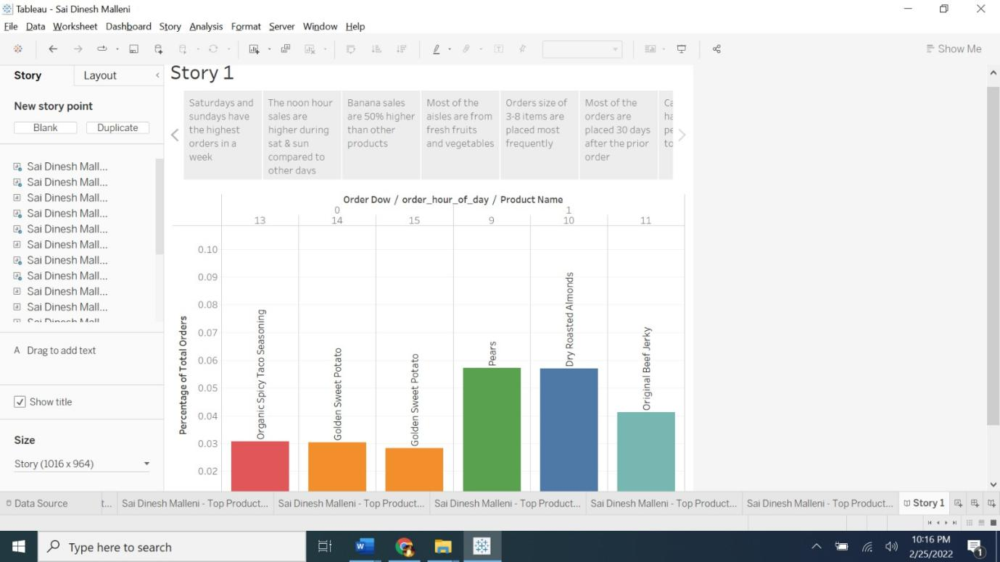 Tableau - Sai Dinesh Malleni
File Data Worksheet Dashboard Story Analysis Format Server Window Help
Show Me
Story Layout
New story point
Blank Duplicate
Sai Dinesh Mall...
Sai Dinesh Mall...
Sai Dinesh Mall...
Sai Dinesh Mall...
Sai Dinesh Mall...
Sai Dinesh Mall...
Sai Dinesh Mall...
Sai Dinesh Mall...
Sai Dinesh Mall...
Sai Dinesh Mall...
Sai Dinesh Mall
A Drag to add text
Show title
Size
Story (1016 x 964)
Story 1
Saturdays and
sundays have
the highest
orders in a
week
The noon hour
sales are
higher during
sat & sun
compared to
other days
Banana sales
are 50% higher
than other
products
Most of the
aisles are from
fresh fruits
and vegetables
Orders size of
3-8 items are
placed most
frequently
Most of the
orders are
placed 30 days
after the prior
order
Ca
ha
pe
to
Order Dow / order_hour_of_day / Product Name
0 1
13 14 15 9 10 11
Percentage of Total Orders
0.10
0.09
0.08
0.07
0.06
0.05
0.04
0.03
0.02
Organic Spicy Taco Seasoning
Golden Sweet Potato
Golden Sweet Potato
Pears
Dry Roasted Almonds
Original Beef Jerky
Data Source t... Sai Dinesh Malleni - Top Product... Sai Dinesh Malleni - Top Product... Sai Dinesh Malleni - Top Product... Sai Dinesh Malleni - Top Product... Sai Dinesh Malleni - Top Product... Story 1
Type here to search
10:16 PM
2/25/2022
1